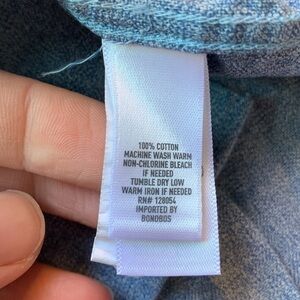 100% COTTON
MACHINE WASH WARM
NON-CHLORINE BLEACH
IF NEEDED
TUMBLE DRY LOW
WARM IRON IF NEEDED
RN# 128054
IMPORTED BY
BONOBOS